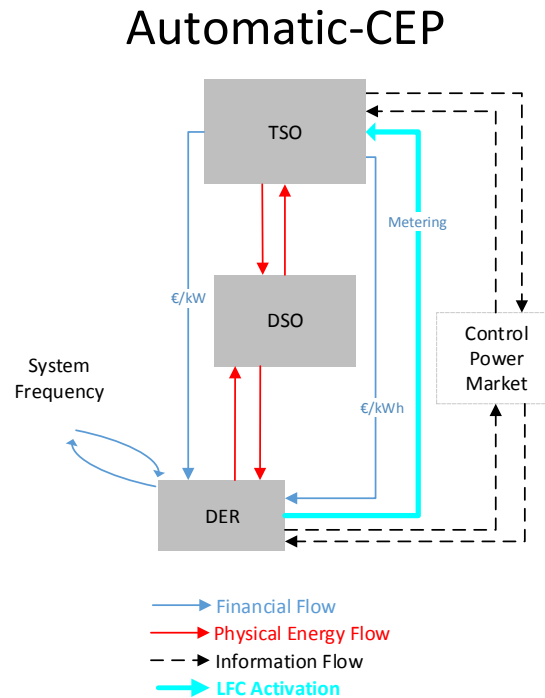 Automatic-CEP
TSO
Metering
€/kW
DSO
Control
Power
Market
System
Frequency
€/kWh
DER
Financial Flow
Physical Energy Flow
Information Flow
LFC Activation